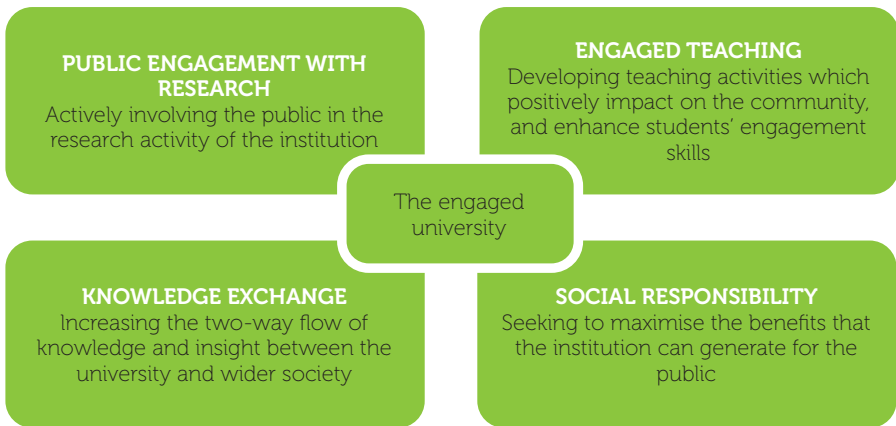 PUBLIC ENGAGEMENT WITH
RESEARCH
Actively involving the public in the
research activity of the institution
ENGAGED TEACHING
Developing teaching activities which
positively impact on the community,
and enhance students’ engagement
skills
The engaged
university
KNOWLEDGE EXCHANGE
Increasing the two-way flow of
knowledge and insight between the
university and wider society
SOCIAL RESPONSIBILITY
Seeking to maximise the benefits that
the institution can generate for the
public